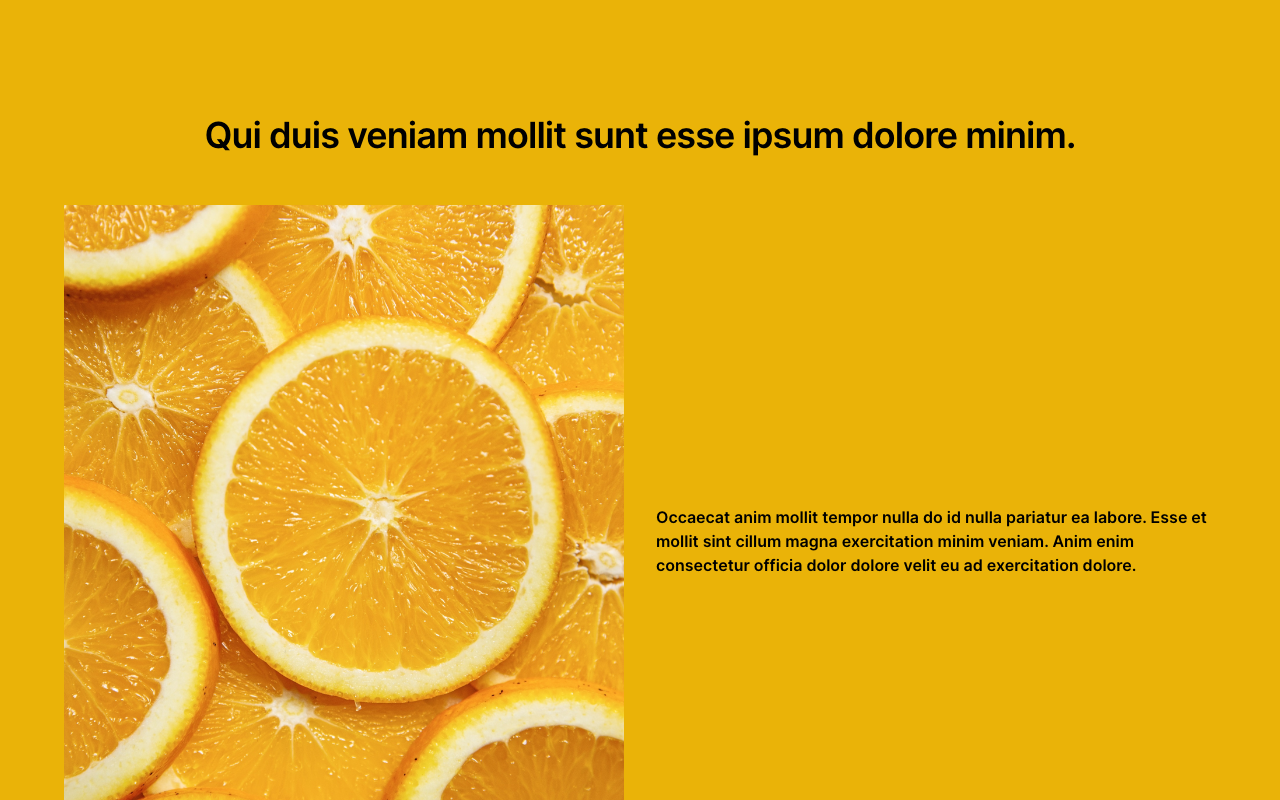 Qui duis veniam mollit sunt esse ipsum dolore minim.
Occaecat anim mollit tempor nulla do id nulla pariatur ea labore. Esse et
mollit sint cillum magna exercitation minim veniam. Anim enim
consectetur officia dolor dolore velit eu ad exercitation dolore.